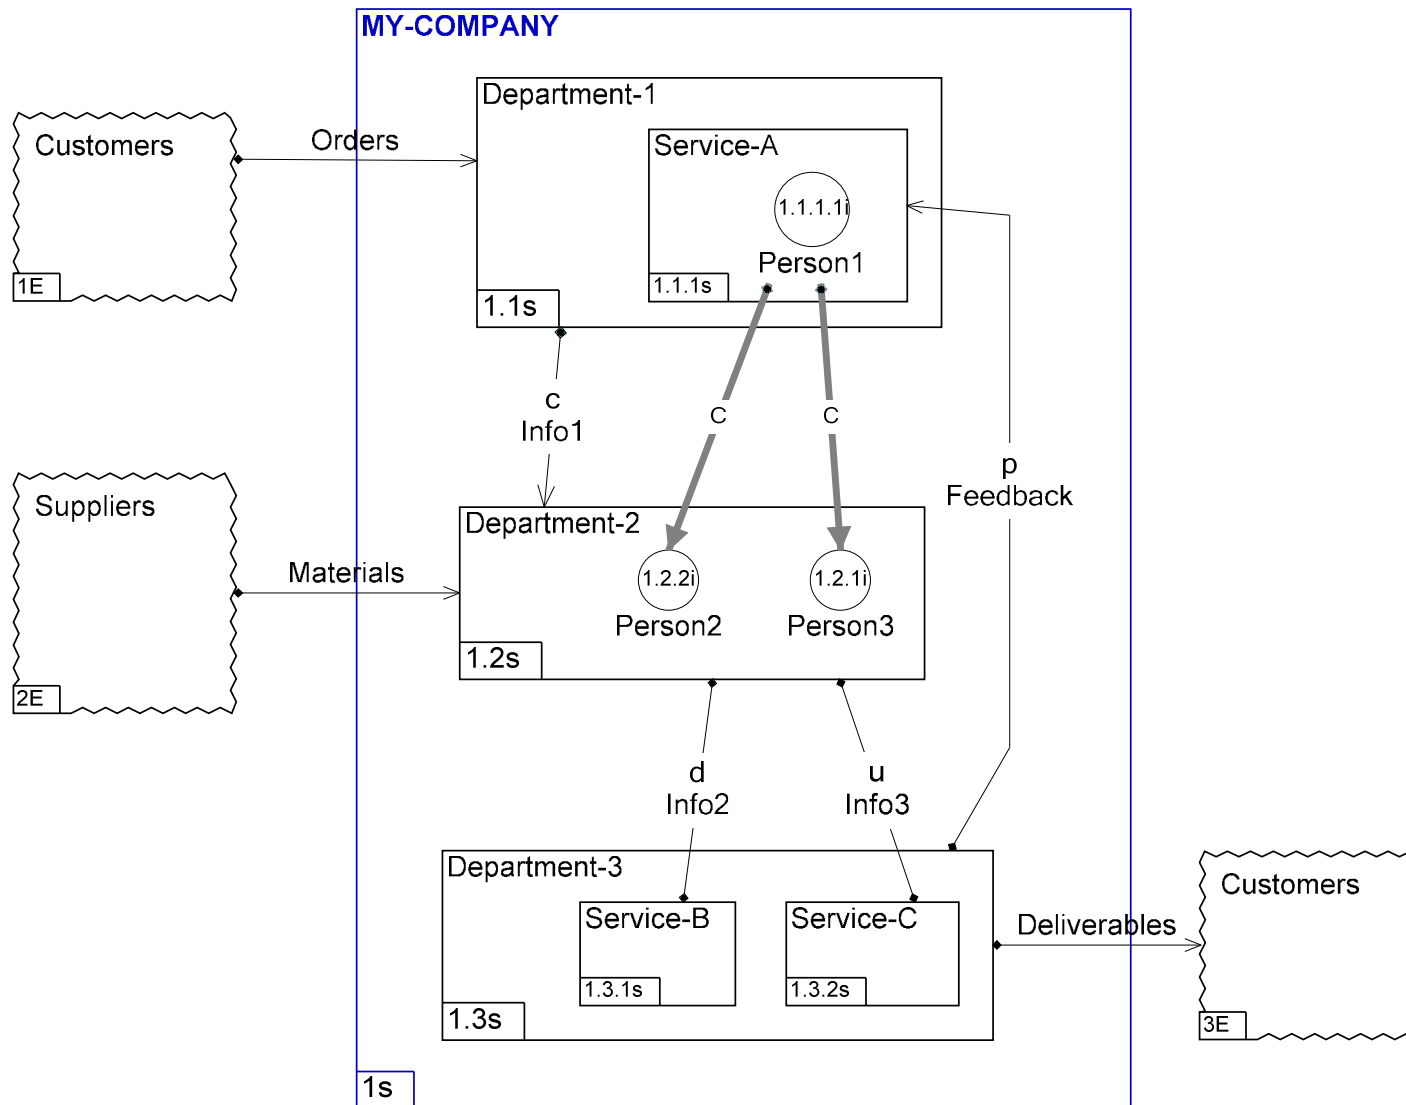 MY-COMPANY
Department-1
Customers
Orders
Service-A
1.1.1.1i
Person1
1E
1.1.1s
1.1s
c
Info1
C
C
p
Feedback
Suppliers
Department-2
Materials
1.2.2i
1.2.1i
Person2
Person3
1.2s
2E
d
Info2
u
Info3
Department-3
Customers
Service-B
Service-C
Deliverables
1.3.1s
1.3.2s
1.3s
3E
1s